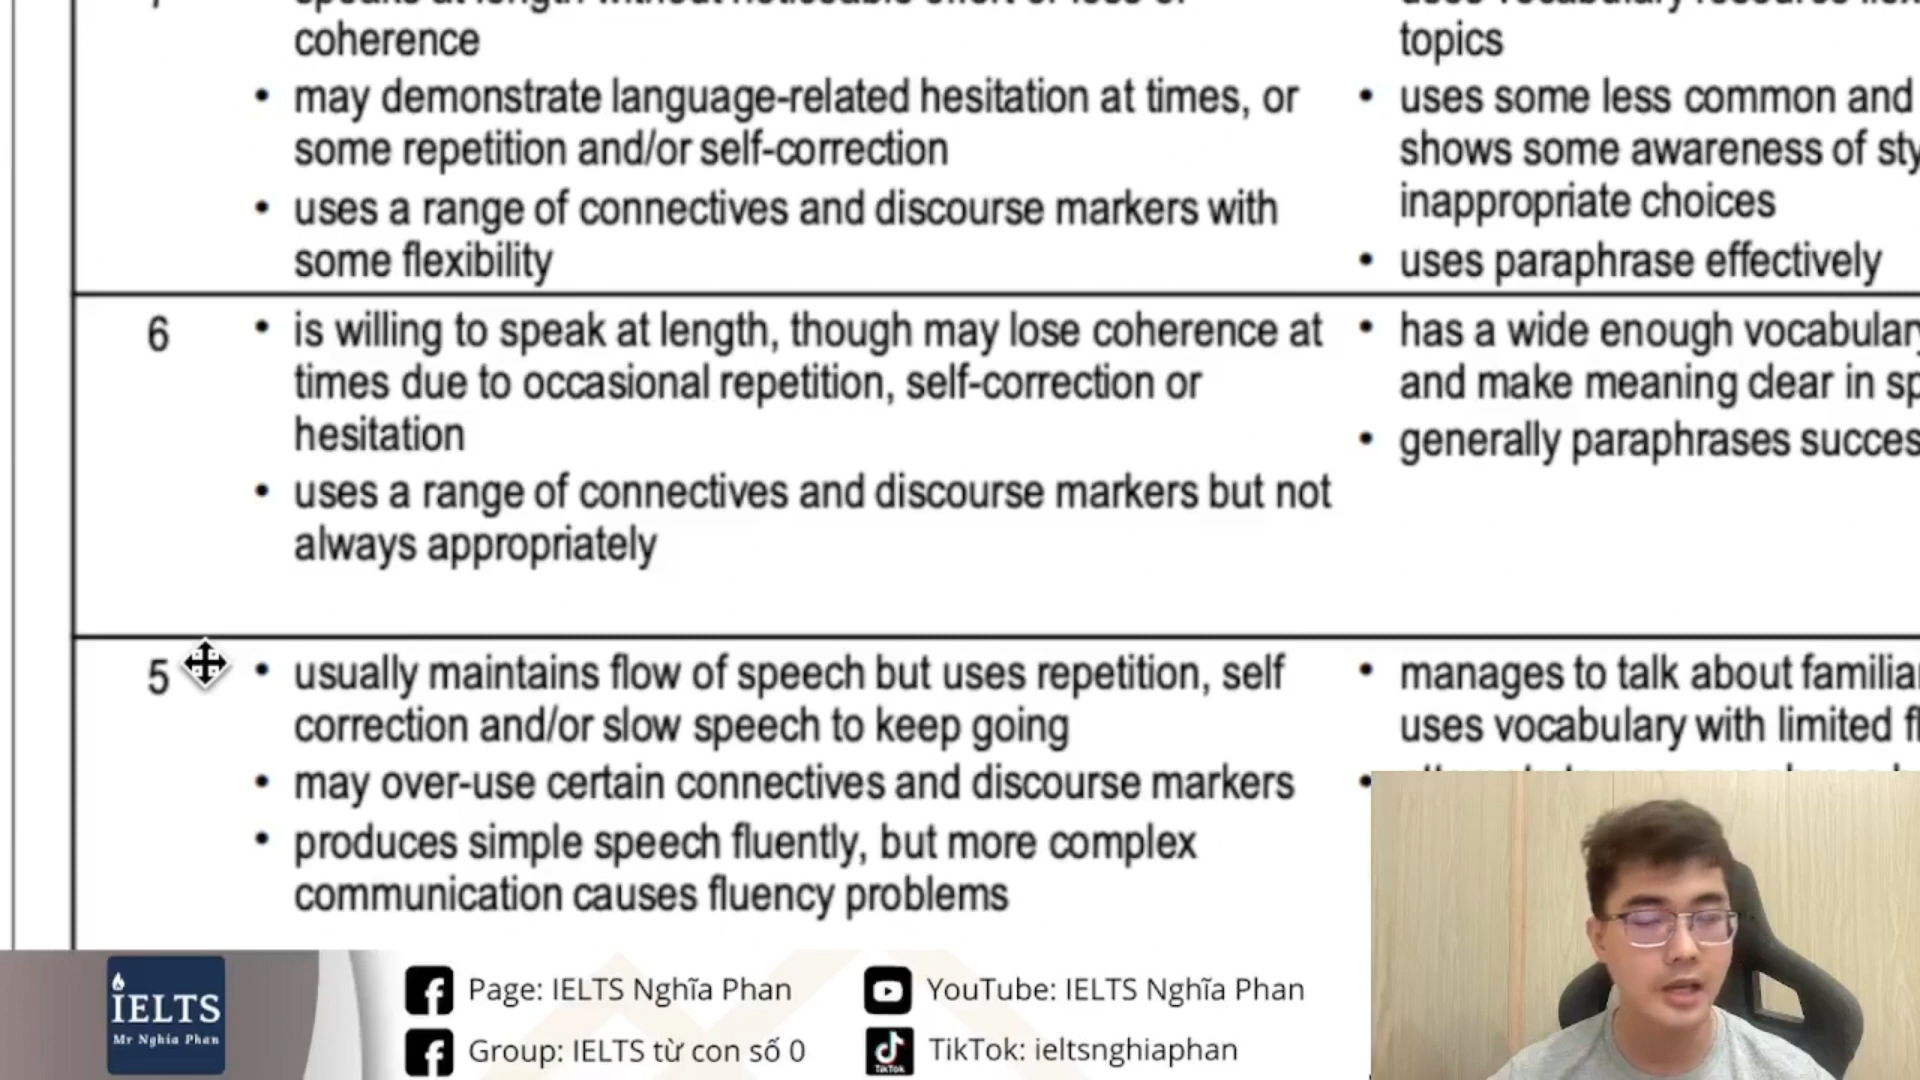 coherence
• may demonstrate language-related hesitation at times, or
some repetition and/or self-correction
• uses a range of connectives and discourse markers with
some flexibility
topics
• uses some less common and
shows some awareness of
inappropriate choices
• uses paraphrase effectively
6
• is willing to speak at length, though may lose coherence at
times due to occasional repetition, self-correction or
hesitation
• uses a range of connectives and discourse markers but not
always appropriately
• has a wide enough vocabulary
and make meaning clear in
• generally paraphrases
5
• usually maintains flow of speech but uses repetition, self
correction and/or slow speech to keep going
• may over-use certain connectives and discourse markers
• produces simple speech fluently, but more complex
communication causes fluency problems
• manages to talk about
uses vocabulary with limited
IELTS
Mr Nghia Phan
Page: IELTS Nghĩa Phan
Group: IELTS từ con số 0
YouTube: IELTS Nghĩa Phan
TikTok
TikTok: ieltsnghiaphan